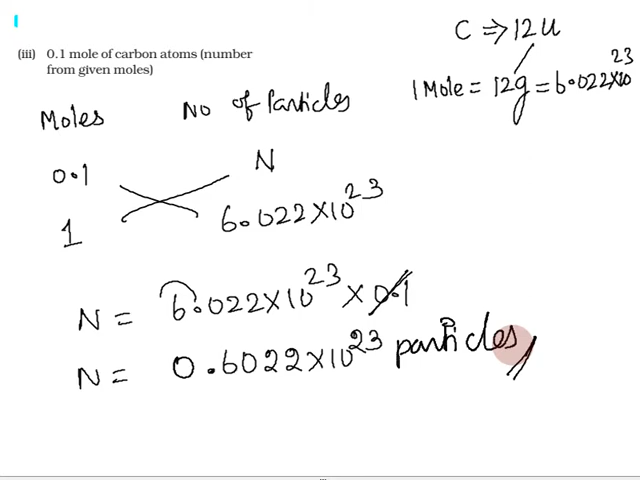 C ⇒ 12u
(iii) 0.1 mole of carbon atoms (number
from given moles)
1 Mole = 12g = 6.022×10²³
Moles No of Particles
0.1 N
1 6.022×10²³
N = 6.022×10²³ × 0.1
N = 0.6022×10²³ particles